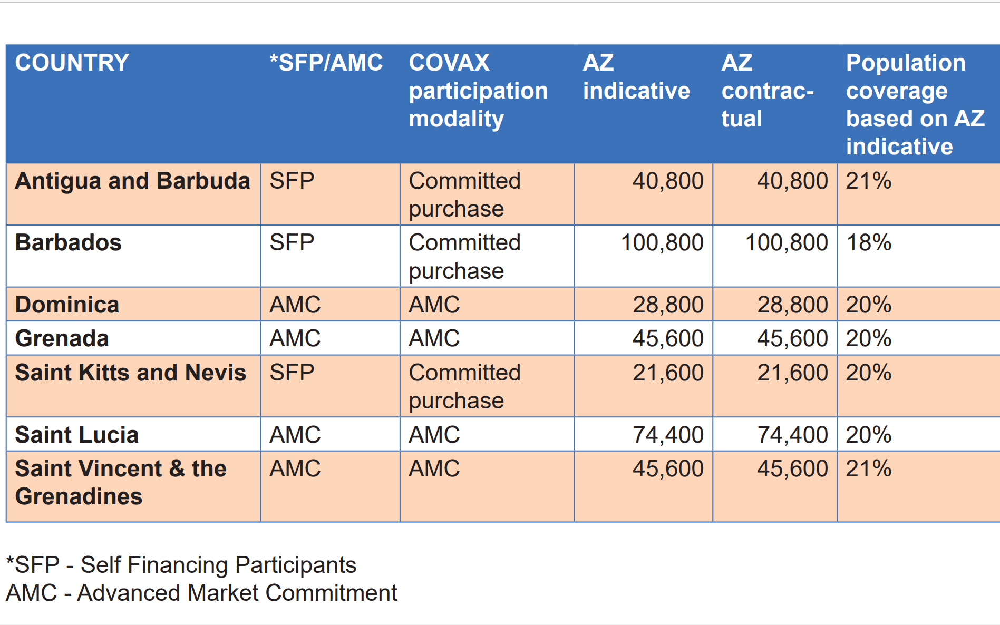 COUNTRY *SFP/AMC COVAX participation modality AZ indicative AZ contrac-tual Population coverage based on AZ indicative
Antigua and Barbuda SFP Committed purchase 40,800 40,800 21%
Barbados SFP Committed purchase 100,800 100,800 18%
Dominica AMC AMC 28,800 28,800 20%
Grenada AMC AMC 45,600 45,600 20%
Saint Kitts and Nevis SFP Committed purchase 21,600 21,600 20%
Saint Lucia AMC AMC 74,400 74,400 20%
Saint Vincent & the Grenadines AMC AMC 45,600 45,600 21%
*SFP - Self Financing Participants
AMC - Advanced Market Commitment